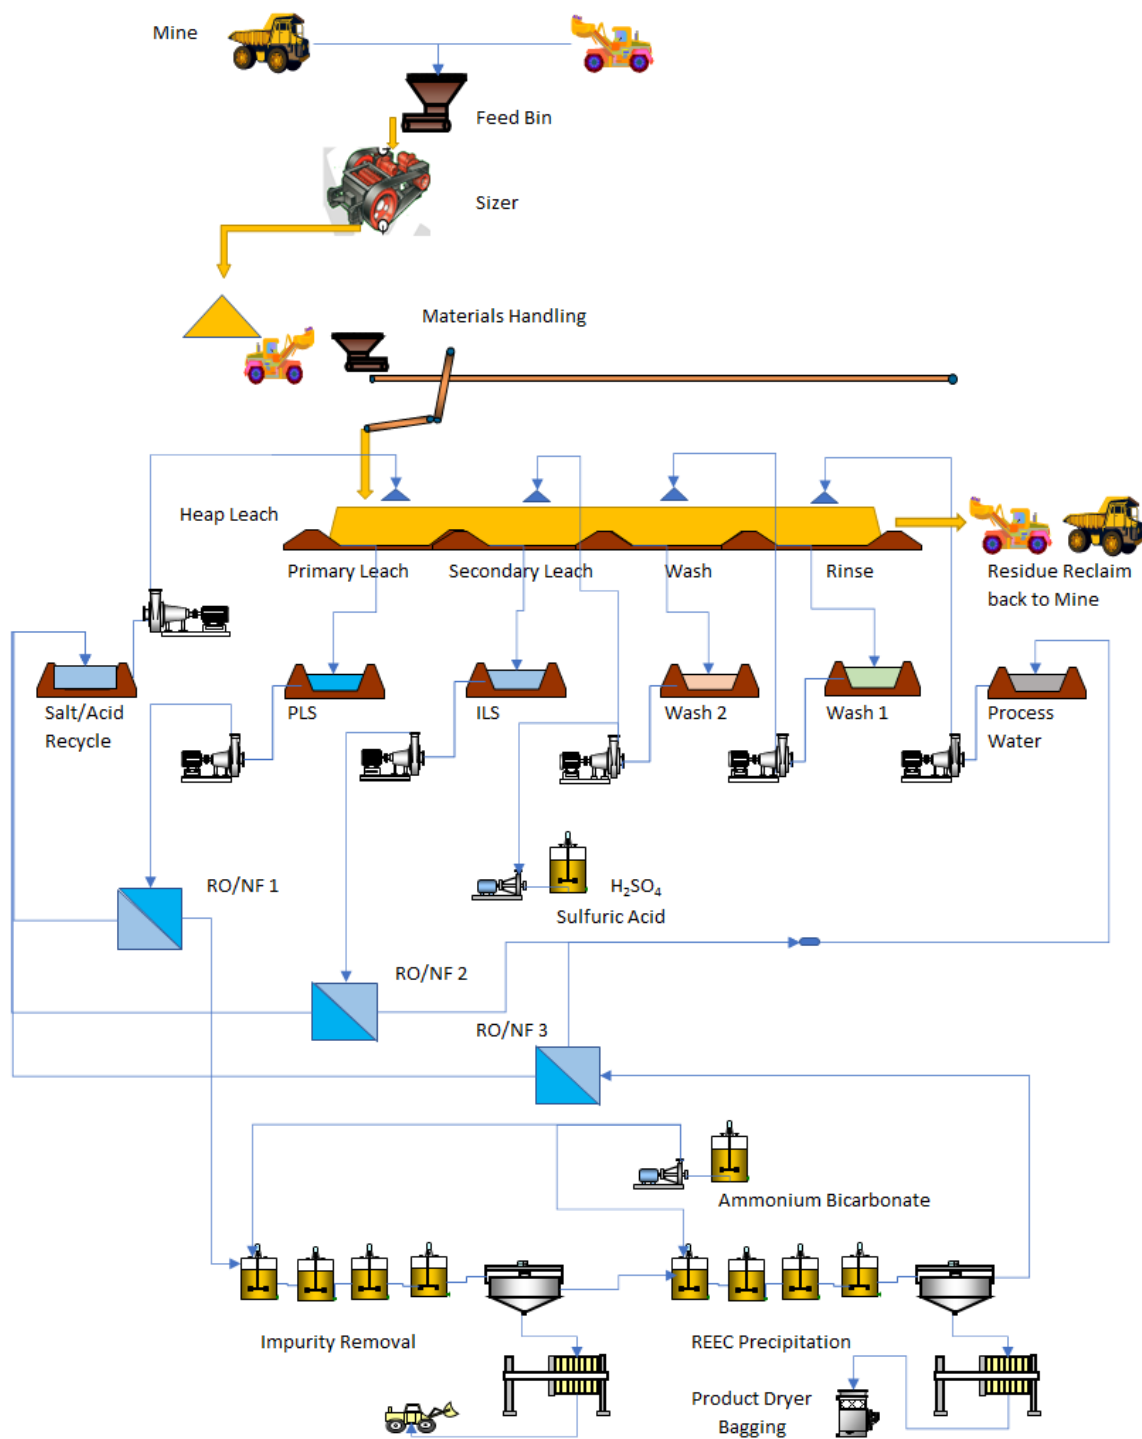 Mine
Feed Bin
Sizer
Materials Handling
Heap Leach
Primary Leach
Secondary Leach
Wash
Rinse
Residue Reclaim
back to Mine
Salt/Acid
Recycle
PLS
ILS
Wash 2
Wash 1
Process
Water
RO/NF 1
H₂SO₄
Sulfuric Acid
RO/NF 2
RO/NF 3
Ammonium Bicarbonate
Impurity Removal
REEC Precipitation
Product Dryer
Bagging